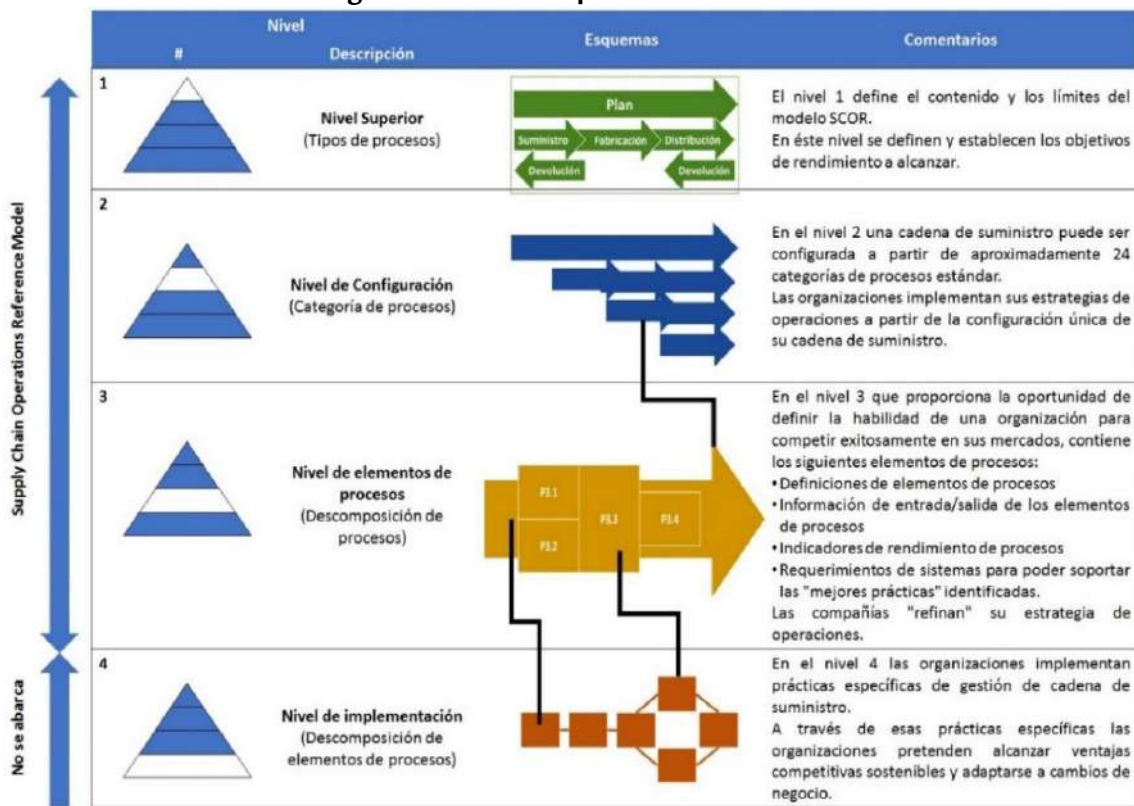 Nivel
#
Descripción
Esquemas
Comentarios
Supply Chain Operations Reference Model
1
Nivel Superior
(Tipos de procesos)
Plan
Suministro
Fabricación
Distribución
Devolución
Devolución
El nivel 1 define el contenido y los límites del
modelo SCOR.
En éste nivel se definen y establecen los objetivos
de rendimiento a alcanzar.
2
Nivel de Configuración
(Categoría de procesos)
En el nivel 2 una cadena de suministro puede ser
configurada a partir de aproximadamente 24
categorías de procesos estándar.
Las organizaciones implementan sus estrategias de
operaciones a partir de la configuración única de
su cadena de suministro.
3
Nivel de elementos de
procesos
(Descomposición de
procesos)
P3.1
P3.2
P3.3
P3.4
En el nivel 3 que proporciona la oportunidad de
definir la habilidad de una organización para
competir exitosamente en sus mercados, contiene
los siguientes elementos de procesos:
•Definiciones de elementos de procesos
•Información de entrada/salida de los elementos
de procesos
•Indicadores de rendimiento de procesos
•Requerimientos de sistemas para poder soportar
las "mejores prácticas" identificadas.
Las compañías "refinan" su estrategia de
operaciones.
No se abarca
4
Nivel de implementación
(Descomposición de
elementos de procesos)
En el nivel 4 las organizaciones implementan
prácticas específicas de gestión de cadena de
suministro.
A través de esas prácticas específicas las
organizaciones pretenden alcanzar ventajas
competitivas sostenibles y adaptarse a cambios de
negocio.